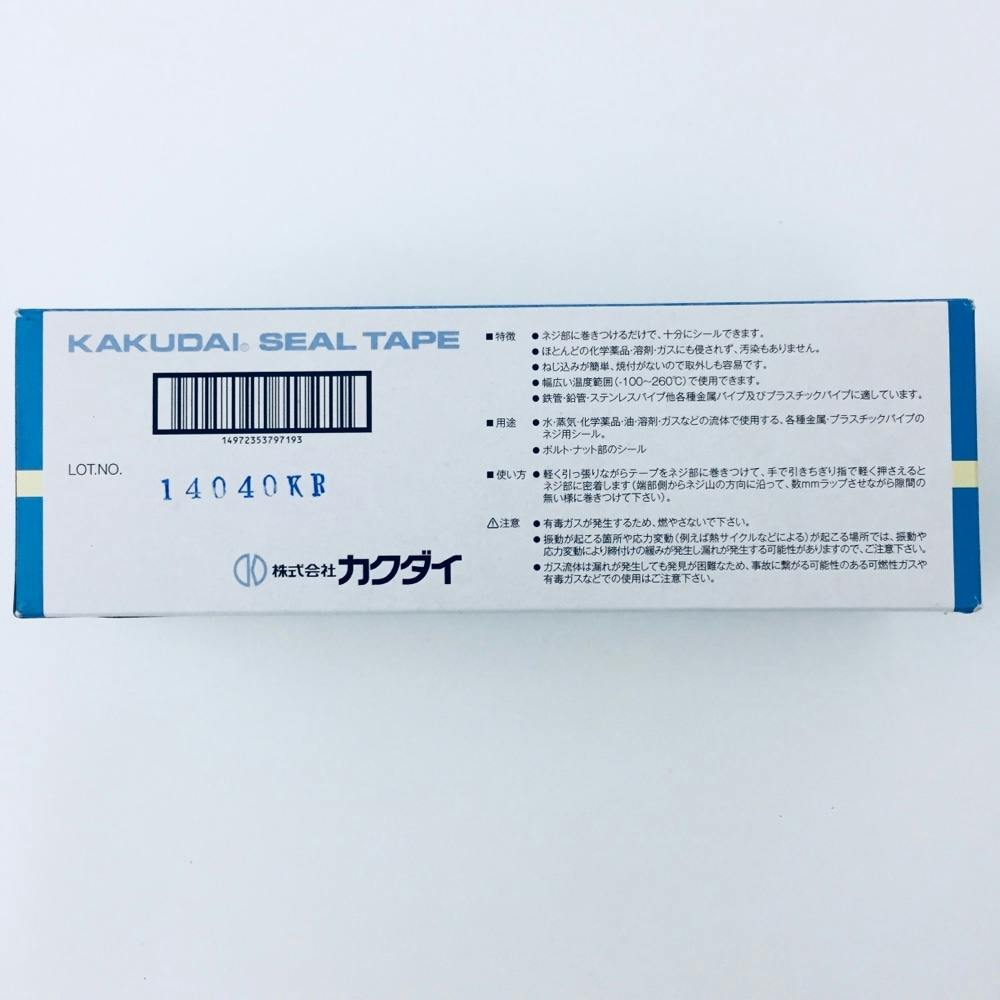 KAKUDAI® SEAL TAPE
14972353797193
LOT.NO.
14040KR
株式会社カクダイ
■特徴 ●ネジ部に巻きつけるだけで、十分にシールできます。
●ほとんどの化学薬品・溶剤・ガスにも侵されず、汚染もありません。
●ねじ込みが簡単、焼付がないので取外しも容易です。
●幅広い温度範囲(-100~260℃)で使用できます。
●鉄管・鉛管・ステンレスパイプ他各種金属パイプ及びプラスチックパイプに適しています。
■用途 ●水・蒸気・化学薬品・油・溶剤・ガスなどの流体で使用する、各種金属・プラスチックパイプの
ネジ用シール。
●ボルト・ナット部のシール
■使い方 ●軽く引っ張りながらテープをネジ部に巻きつけて、手で引きちぎり指で軽く押さえると
ネジ部に密着します(端部側からネジ山の方向に沿って、数mmラップさせながら隙間の
無い様に巻きつけて下さい)。
⚠注意 ●有毒ガスが発生するため、燃やさないで下さい。
●振動が起こる箇所や応力変動(例えば熱サイクルなどによる)が起こる場所では、振動や
応力変動により締付けの緩みが発生し漏れが発生する可能性がありますので、ご注意下さい。
●ガス流体は漏れが発生しても発見が困難なため、事故に繋がる可能性のある可燃性ガスや
有毒ガスなどでの使用はご注意下さい。